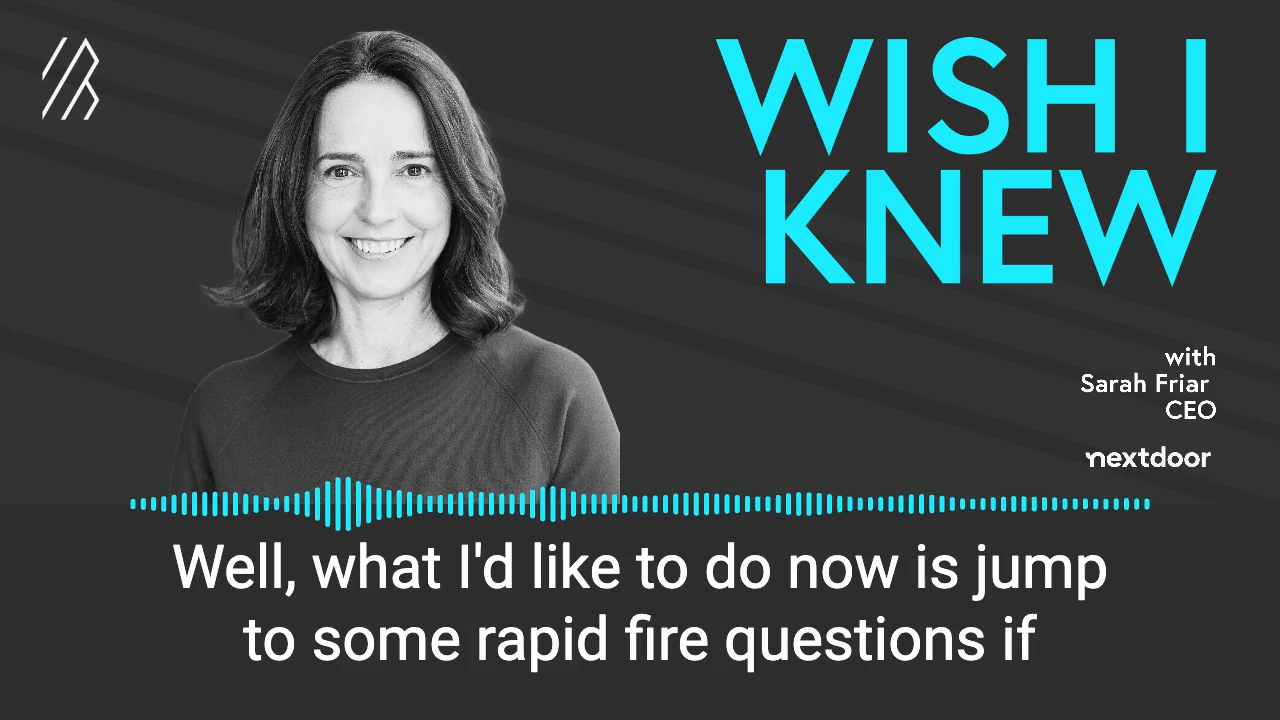 WISH I
KNEW
with
Sarah Friar
CEO
nextdoor
Well, what I'd like to do now is jump
to some rapid fire questions if